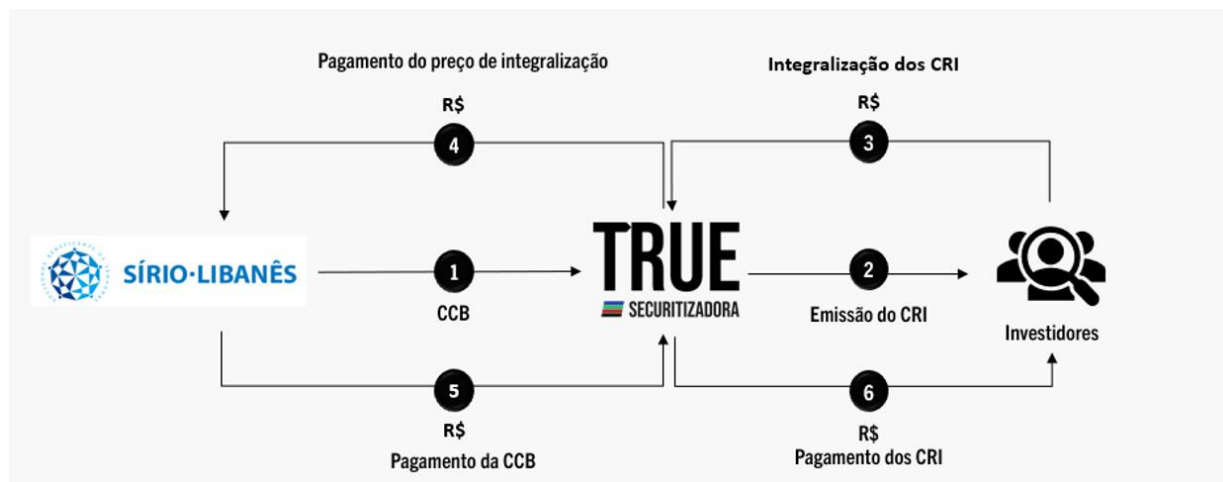 Pagamento do preço de integralização
R$
4
Integralização dos CRI
R$
3
SÍRIO·LIBANÊS
1
CCB
TRUE
SECURITIZADORA
2
Emissão do CRI
Investidores
5
R$
Pagamento da CCB
6
R$
Pagamento dos CRI